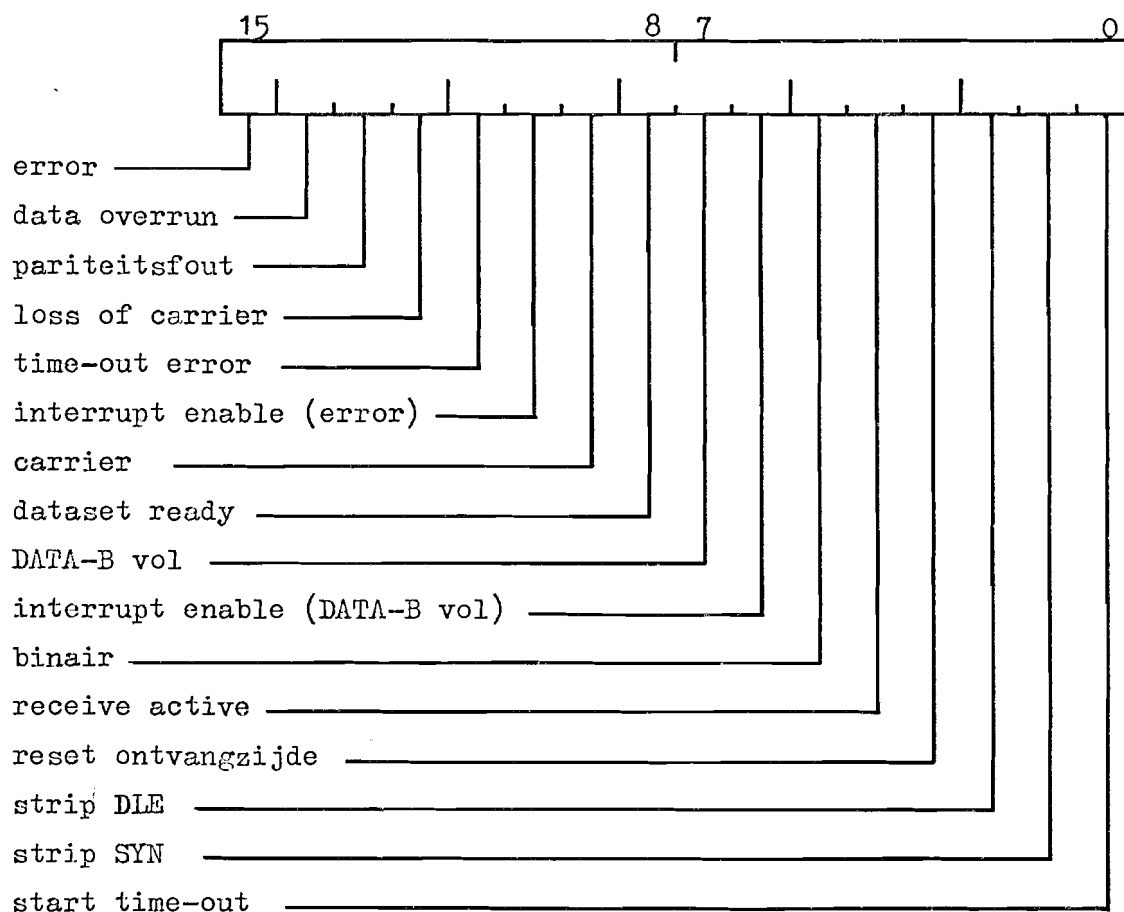 15 8 7 0
error
data overrun
pariteitsfout
loss of carrier
time-out error
interrupt enable (error)
carrier
dataset ready
DATA-B vol
interrupt enable (DATA-B vol)
binair
receive active
reset ontvangzijde
strip DLE
strip SYN
start time-out